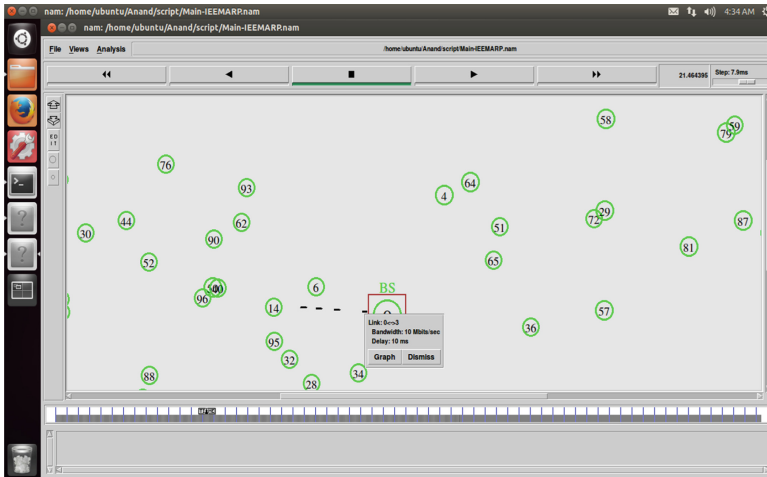 nam: /home/ubuntu/Anand/script/Main-IEEMARP.nam
4:34 AM
nam: /home/ubuntu/Anand/script/Main-IEEMARP.nam
File Views Analysis
/home/ubuntu/Anand/script/Main-IEEMARP.nam
21.464395
Step: 7.9ms
E D
I T
58
59
79
76
93
64
4
44
30
62
90
51
29
72
87
81
52
65
96
6
BS
14
57
36
Link: 0<->3
Bandwidth: 10 Mbits/sec
Delay: 10 ms
Graph Dismiss
95
32
34
88
28